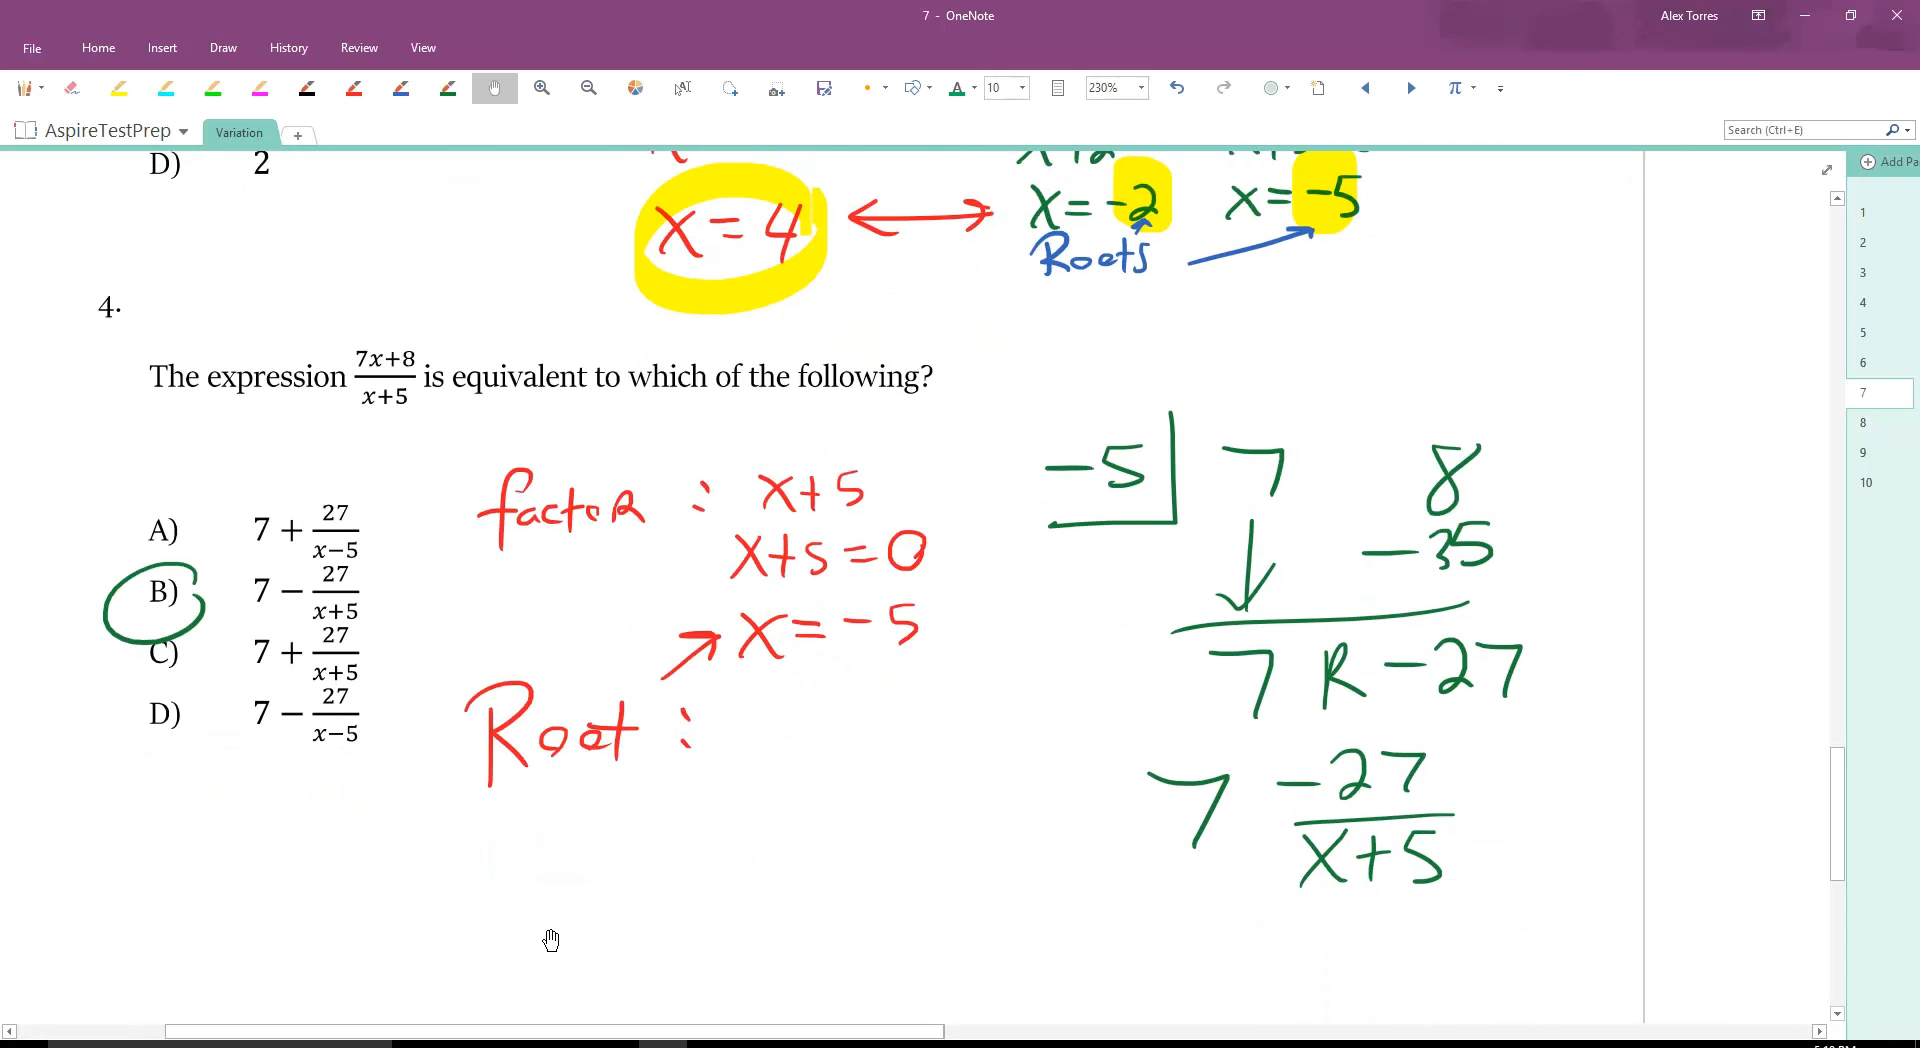 7 - OneNote
Alex Torres
File Home Insert Draw History Review View
10
230%
AspireTestPrep
Variation
Search (Ctrl+E)
Add Pa
1
2
3
4
5
6
7
8
9
10
D) 2
x = 4
x = -2 x = -5
Roots
4.
The expression 7x+8/x+5 is equivalent to which of the following?
A) 7 + 27/x−5
B) 7 − 27/x+5
C) 7 + 27/x+5
D) 7 − 27/x−5
factor : x+5
x+5 = 0
x = -5
Root :
-5 7 8
-35
7 R -27
7 -27
x+5